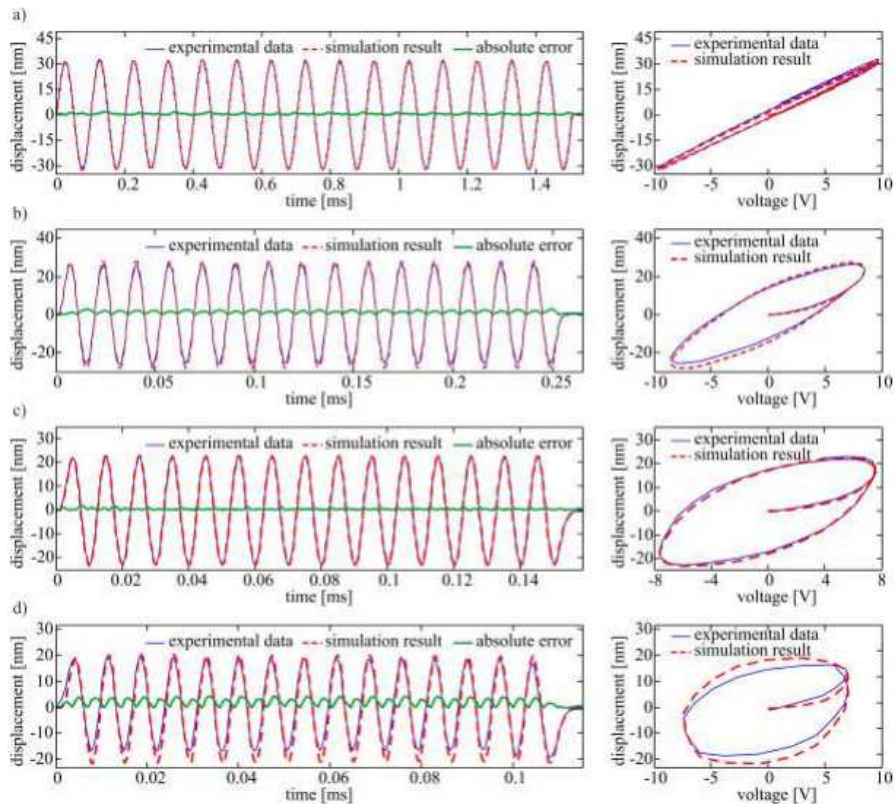 a)
displacement [nm]
45
30
15
0
-15
-30
experimental data simulation result absolute error
0 0.2 0.4 0.6 0.8 1 1.2 1.4
time [ms]
displacement [nm]
45
30
15
0
-15
-30
experimental data
simulation result
-10 -5 0 5 10
voltage [V]
b)
displacement [nm]
40
20
0
-20
experimental data simulation result absolute error
0 0.05 0.1 0.15 0.2 0.25
time [ms]
displacement [nm]
40
20
0
-20
experimental data
simulation result
-10 -5 0 5 10
voltage [V]
c)
displacement [nm]
30
20
10
0
-10
-20
experimental data simulation result absolute error
0 0.02 0.04 0.06 0.08 0.1 0.12 0.14
time [ms]
displacement [nm]
30
20
10
0
-10
-20
experimental data
simulation result
-8 -4 0 4 8
voltage [V]
d)
displacement [nm]
30
20
10
0
-10
-20
experimental data simulation result absolute error
0 0.02 0.04 0.06 0.08 0.1
time [ms]
displacement [nm]
30
20
10
0
-10
-20
experimental data
simulation result
-10 -5 0 5 10
voltage [V]